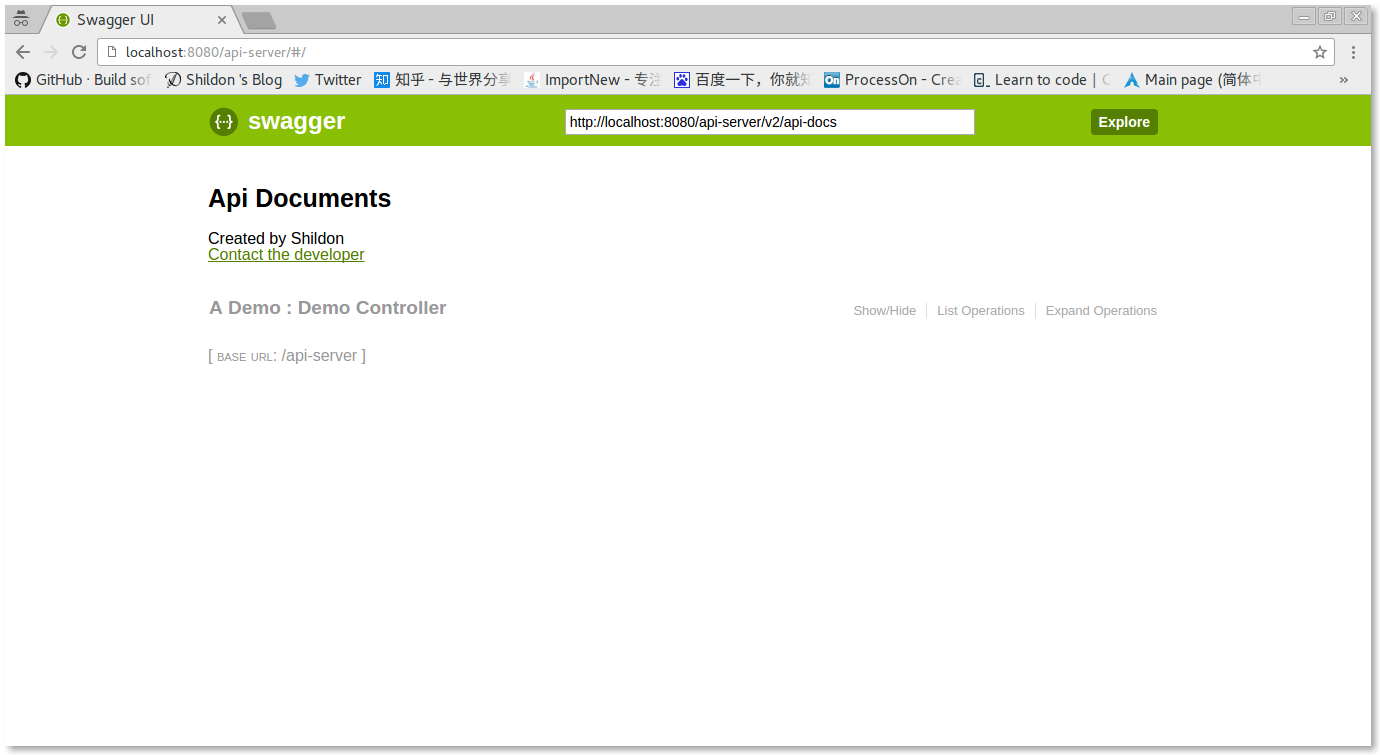 Swagger UI
localhost:8080/api-server/#/
GitHub · Build sof Shildon 's Blog Twitter 知 知乎 - 与世界分享 ImportNew - 专注 百度一下，你就知 On ProcessOn - Crea Learn to code | C Main page (简体中 »
swagger http://localhost:8080/api-server/v2/api-docs Explore
Api Documents
Created by Shildon
Contact the developer
A Demo : Demo Controller Show/Hide List Operations Expand Operations
[ BASE URL: /api-server ]